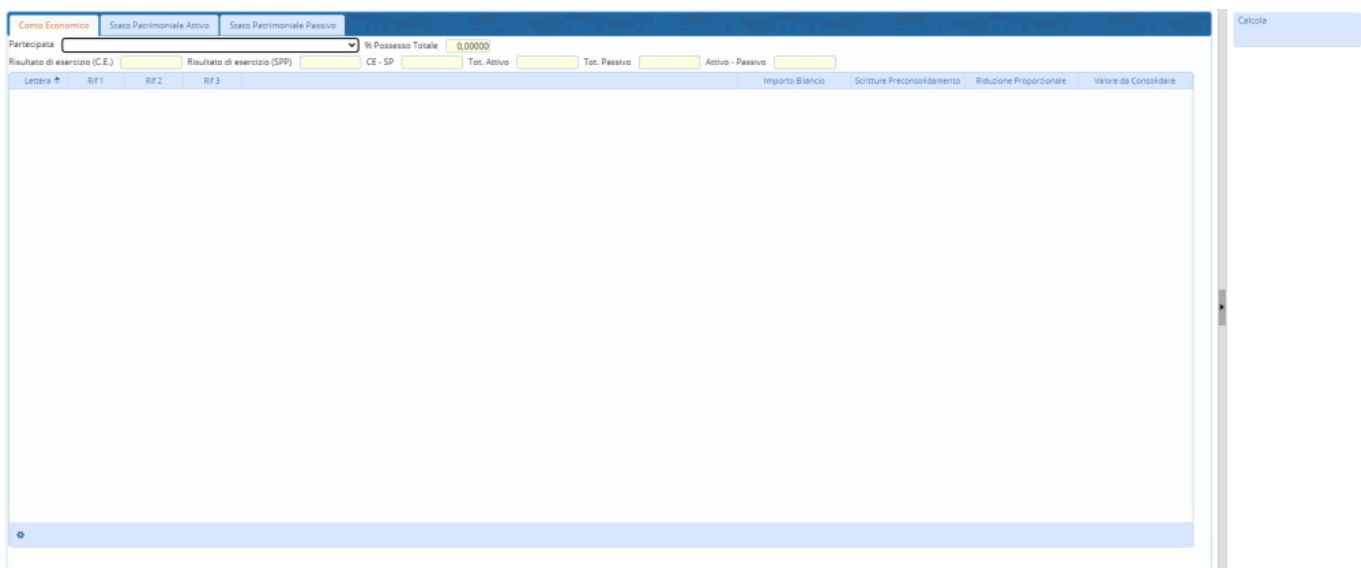 Conto Economico Stato Patrimoniale Attivo Stato Patrimoniale Passivo
Calcola
Partecipata % Possesso Totale 0,00000
Risultato di esercizio (C.E.) Risultato di esercizio (SPP) CE - SP Tot. Attivo Tot. Passivo Attivo - Passivo
Lettera Rif 1 Rif 2 Rif 3 Importo Bilancio Scritture Preconsolidamento Riduzione Proporzionale Valore da Consolidare